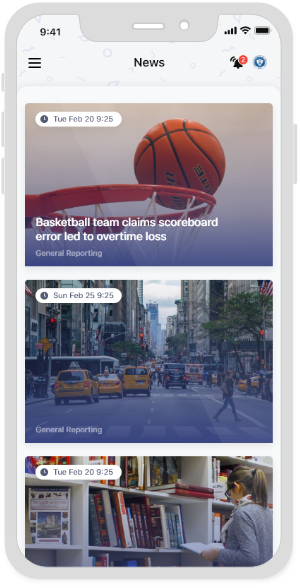 9:41
News
2
Tue Feb 20 9:25
Basketball team claims scoreboard
error led to overtime loss
General Reporting
Sun Feb 25 9:25
General Reporting
Tue Feb 20 9:25